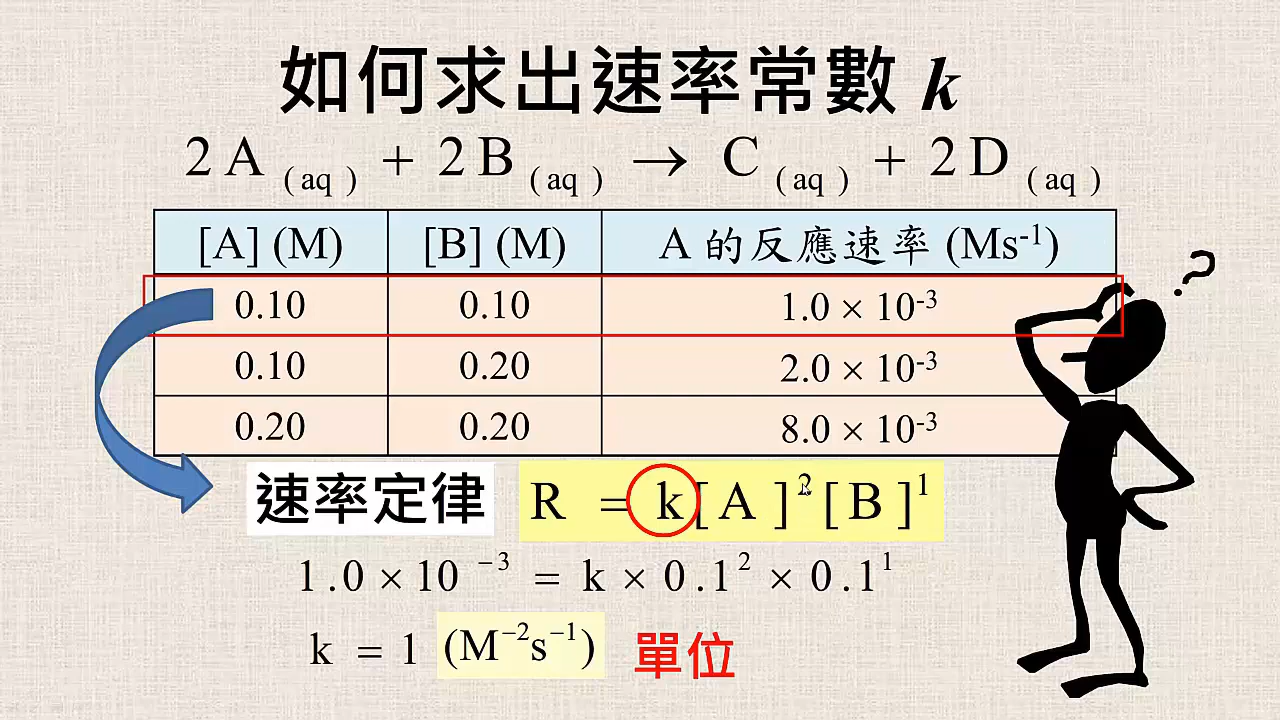 如何求出速率常數 k
2 A (aq) + 2 B (aq) → C (aq) + 2 D (aq)
[A] (M) [B] (M) A 的反應速率 (Ms⁻¹)
0.10 0.10 1.0 × 10⁻³
0.10 0.20 2.0 × 10⁻³
0.20 0.20 8.0 × 10⁻³
速率定律 R = k[A]²[B]¹
1.0 × 10⁻³ = k × 0.1² × 0.1¹
k = 1 (M⁻²s⁻¹) 單位
?